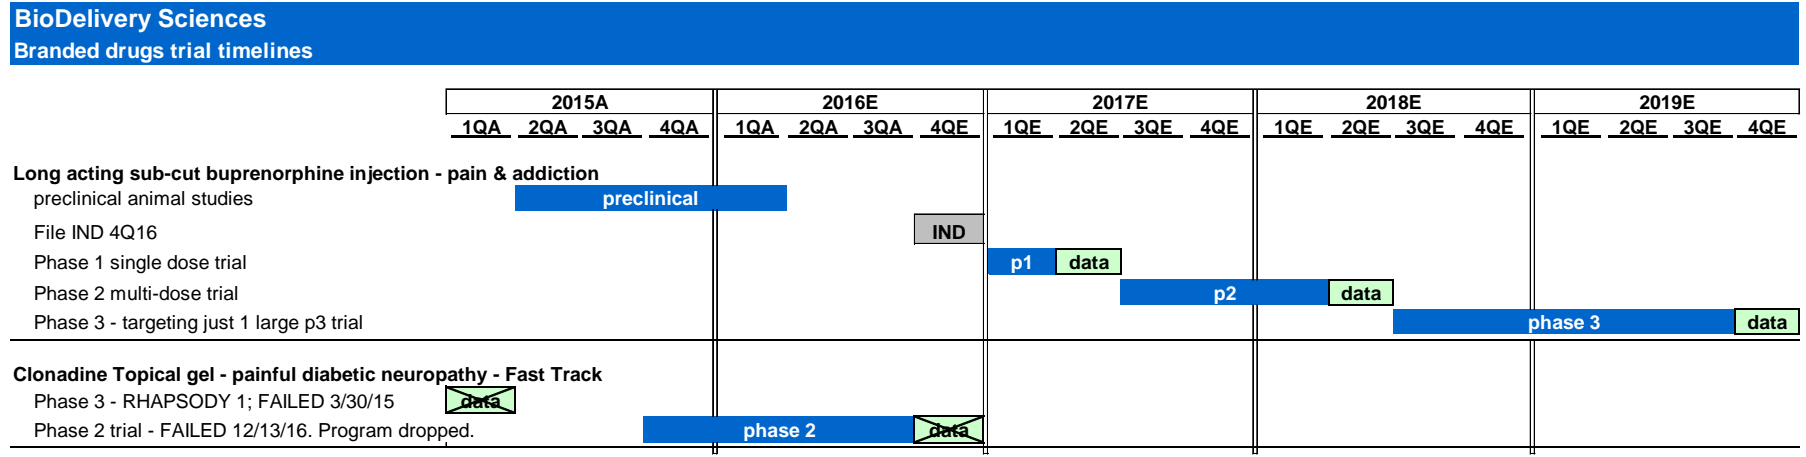 BioDelivery Sciences
Branded drugs trial timelines
2015A 2016E 2017E 2018E 2019E
1QA 2QA 3QA 4QA 1QA 2QA 3QA 4QE 1QE 2QE 3QE 4QE 1QE 2QE 3QE 4QE 1QE 2QE 3QE 4QE
Long acting sub-cut buprenorphine injection - pain & addiction
preclinical animal studies preclinical
File IND 4Q16 IND
Phase 1 single dose trial p1 data
Phase 2 multi-dose trial p2 data
Phase 3 - targeting just 1 large p3 trial phase 3 data
Clonadine Topical gel - painful diabetic neuropathy - Fast Track
Phase 3 - RHAPSODY 1; FAILED 3/30/15 data
Phase 2 trial - FAILED 12/13/16. Program dropped. phase 2 data